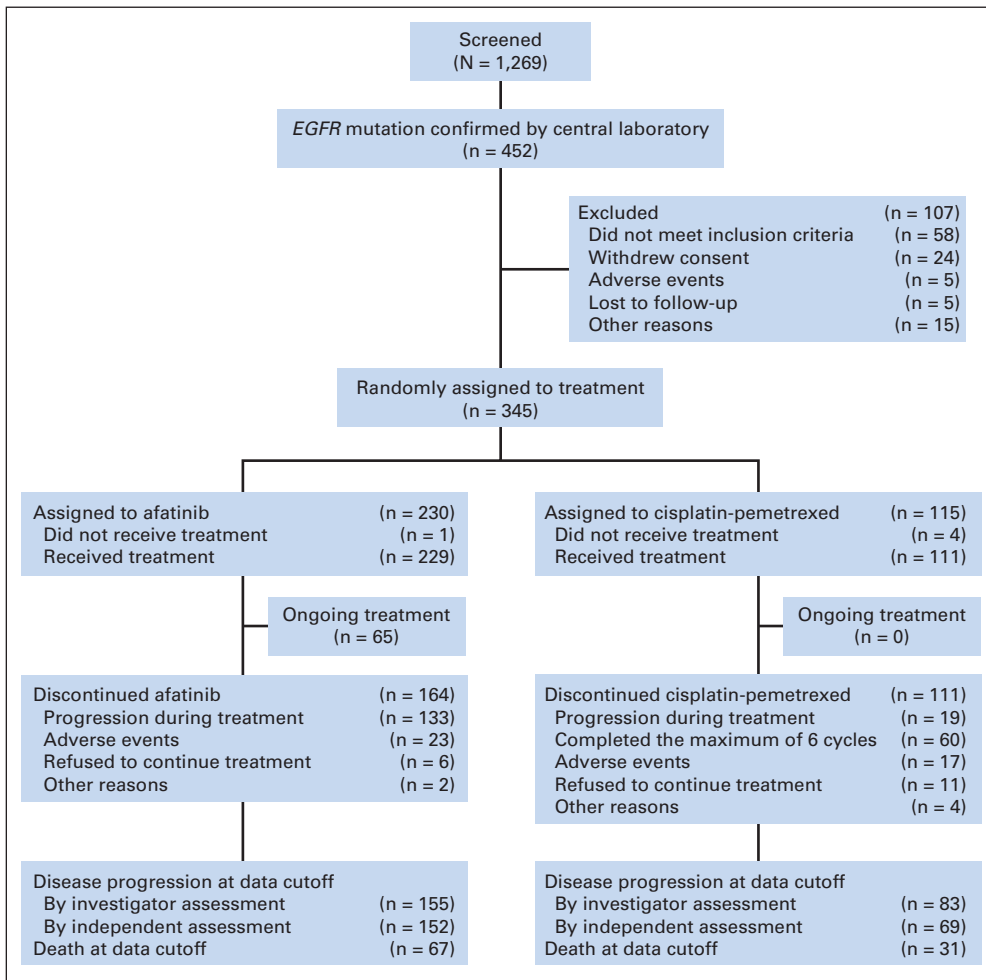 Screened
(N = 1,269)
EGFR mutation confirmed by central laboratory
(n = 452)
Excluded (n = 107)
Did not meet inclusion criteria (n = 58)
Withdrew consent (n = 24)
Adverse events (n = 5)
Lost to follow-up (n = 5)
Other reasons (n = 15)
Randomly assigned to treatment
(n = 345)
Assigned to afatinib (n = 230)
Did not receive treatment (n = 1)
Received treatment (n = 229)
Assigned to cisplatin-pemetrexed (n = 115)
Did not receive treatment (n = 4)
Received treatment (n = 111)
Ongoing treatment
(n = 65)
Ongoing treatment
(n = 0)
Discontinued afatinib (n = 164)
Progression during treatment (n = 133)
Adverse events (n = 23)
Refused to continue treatment (n = 6)
Other reasons (n = 2)
Discontinued cisplatin-pemetrexed (n = 111)
Progression during treatment (n = 19)
Completed the maximum of 6 cycles (n = 60)
Adverse events (n = 17)
Refused to continue treatment (n = 11)
Other reasons (n = 4)
Disease progression at data cutoff
By investigator assessment (n = 155)
By independent assessment (n = 152)
Death at data cutoff (n = 67)
Disease progression at data cutoff
By investigator assessment (n = 83)
By independent assessment (n = 69)
Death at data cutoff (n = 31)